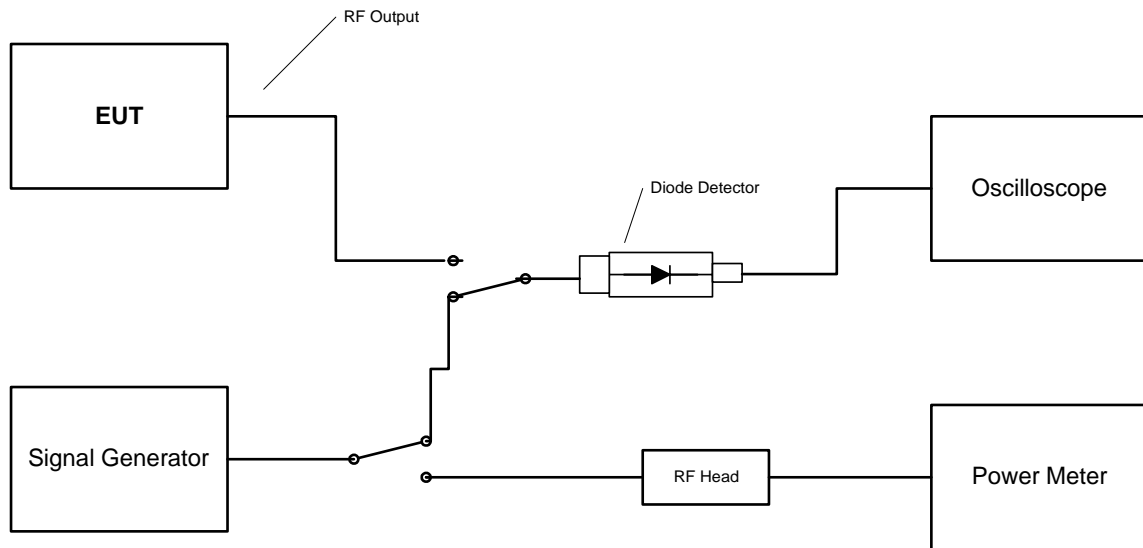 RF Output
EUT
Diode Detector
Oscilloscope
Signal Generator
RF Head
Power Meter